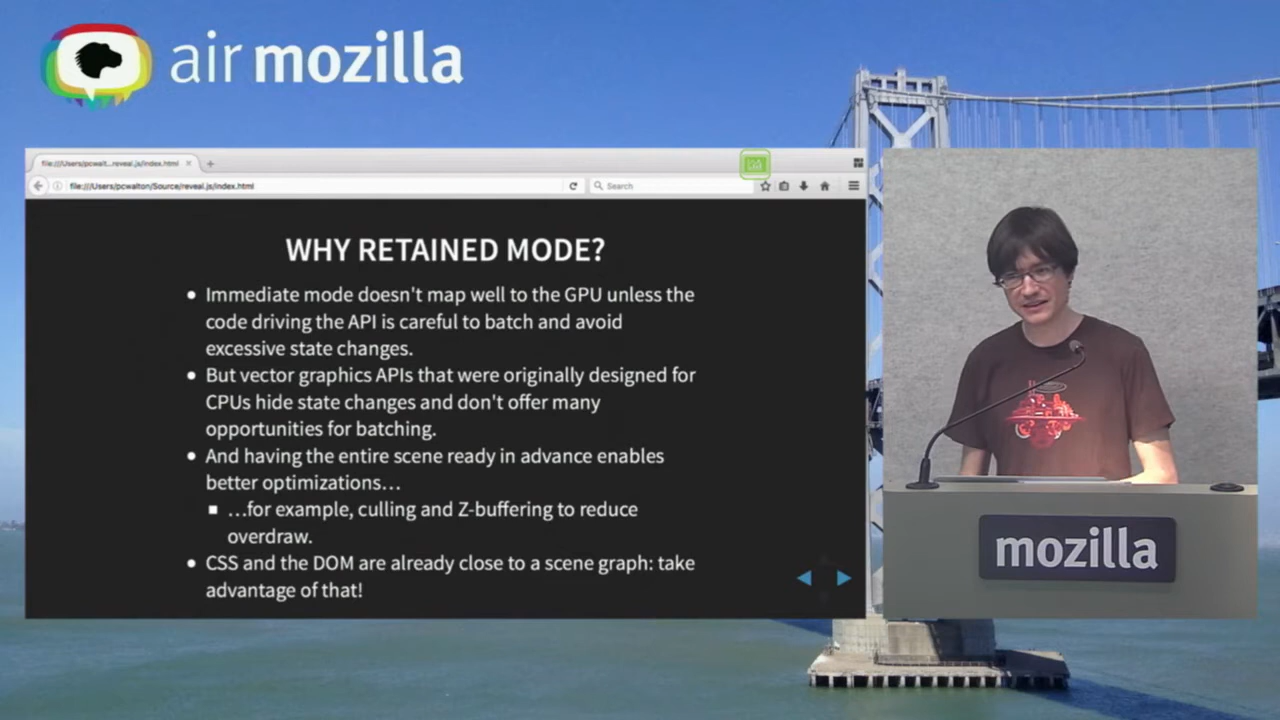 air mozilla
file:///Users/pcwalt...reveal.js/index.html
file:///Users/pcwalton/Source/reveal.js/index.html
Search
WHY RETAINED MODE?
Immediate mode doesn't map well to the GPU unless the
code driving the API is careful to batch and avoid
excessive state changes.
But vector graphics APIs that were originally designed for
CPUs hide state changes and don't offer many
opportunities for batching.
And having the entire scene ready in advance enables
better optimizations…
…for example, culling and Z-buffering to reduce
overdraw.
CSS and the DOM are already close to a scene graph: take
advantage of that!
mozilla